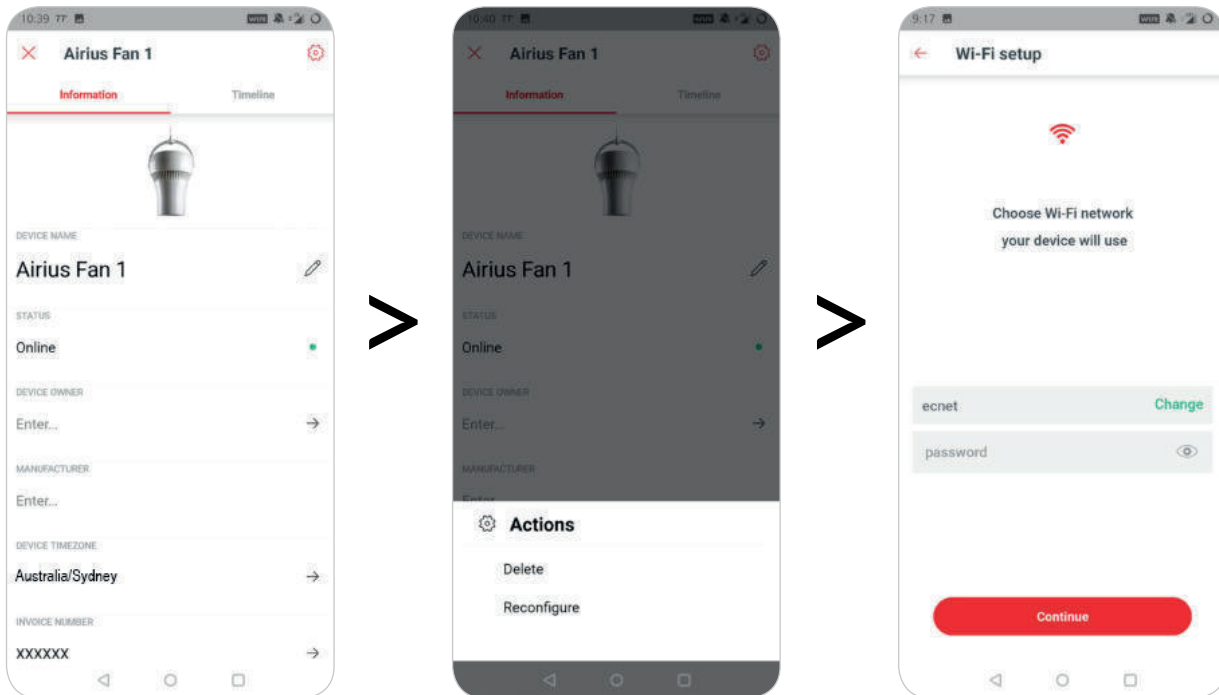 10:39
Airius Fan 1
Information Timeline
DEVICE NAME
Airius Fan 1
STATUS
Online
DEVICE OWNER
Enter...
MANUFACTURER
Enter...
DEVICE TIMEZONE
Australia/Sydney
INVOICE NUMBER
XXXXXX
>
10:40
Airius Fan 1
Information Timeline
DEVICE NAME
Airius Fan 1
STATUS
Online
DEVICE OWNER
Enter...
MANUFACTURER
Enter...
Actions
Delete
Reconfigure
>
9:17
Wi-Fi setup
Choose Wi-Fi network
your device will use
ecnet Change
password
Continue